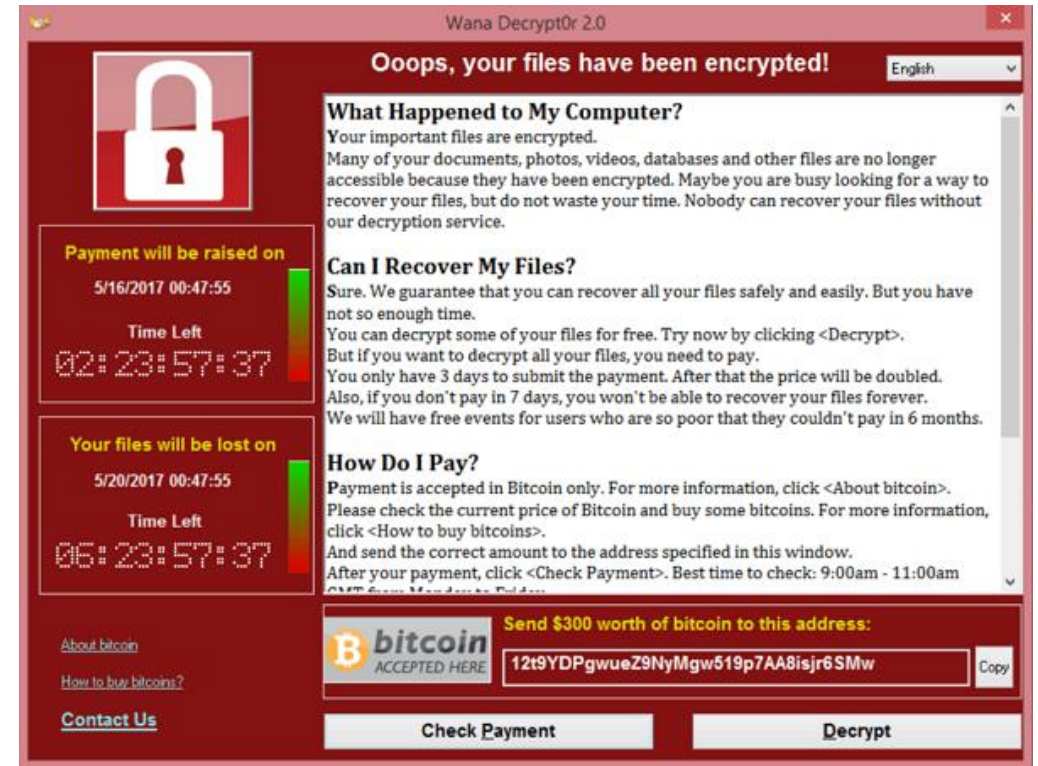 Wana Decrypt0r 2.0
Ooops, your files have been encrypted!
English
What Happened to My Computer?
Your important files are encrypted.
Many of your documents, photos, videos, databases and other files are no longer
accessible because they have been encrypted. Maybe you are busy looking for a way to
recover your files, but do not waste your time. Nobody can recover your files without
our decryption service.
Can I Recover My Files?
Sure. We guarantee that you can recover all your files safely and easily. But you have
not so enough time.
You can decrypt some of your files for free. Try now by clicking <Decrypt>.
But if you want to decrypt all your files, you need to pay.
You only have 3 days to submit the payment. After that the price will be doubled.
Also, if you don't pay in 7 days, you won't be able to recover your files forever.
We will have free events for users who are so poor that they couldn't pay in 6 months.
How Do I Pay?
Payment is accepted in Bitcoin only. For more information, click <About bitcoin>.
Please check the current price of Bitcoin and buy some bitcoins. For more information,
click <How to buy bitcoins>.
And send the correct amount to the address specified in this window.
After your payment, click <Check Payment>. Best time to check: 9:00am - 11:00am
GMT from Monday to Friday.
Payment will be raised on
5/16/2017 00:47:55
Time Left
02:23:57:37
Your files will be lost on
5/20/2017 00:47:55
Time Left
06:23:57:37
About bitcoin
How to buy bitcoins?
Contact Us
bitcoin
ACCEPTED HERE
Send $300 worth of bitcoin to this address:
12t9YDPgwueZ9NyMgw519p7AA8isjr6SMw
Copy
Check Payment
Decrypt